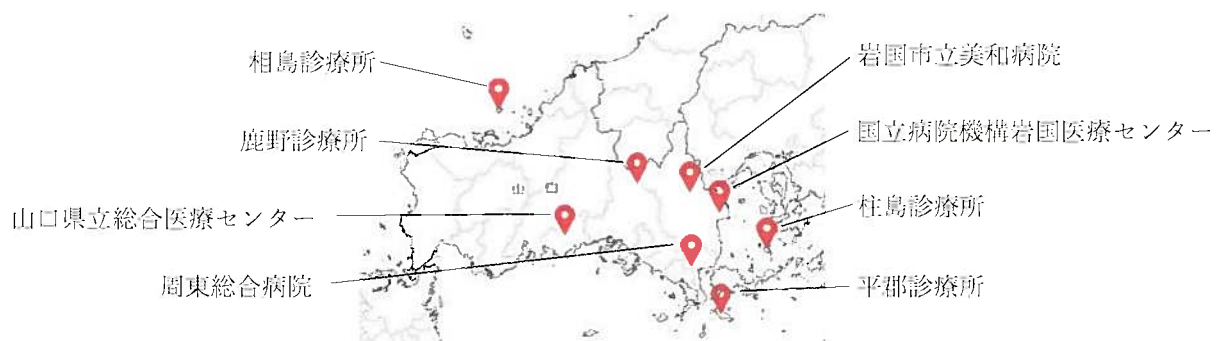 相島診療所
鹿野診療所
山口県立総合医療センター
周東総合病院
山 口
岩国市立美和病院
国立病院機構岩国医療センター
柱島診療所
平郡診療所